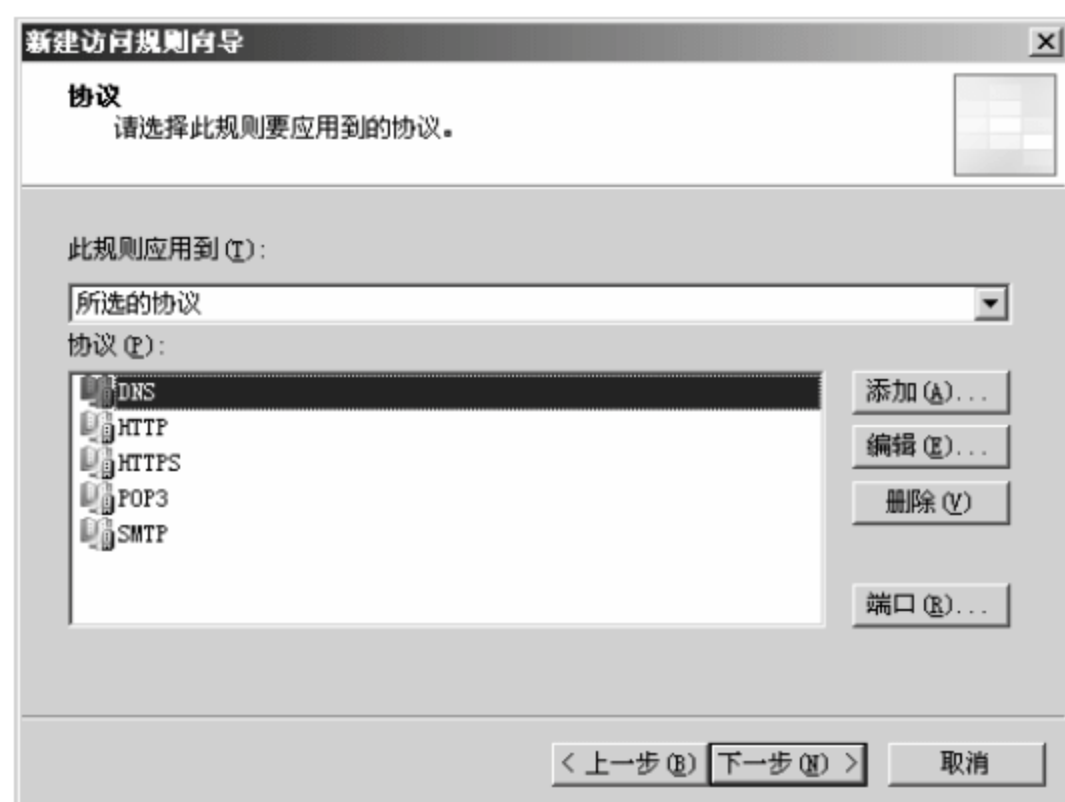 新建访问规则向导
协议
请选择此规则要应用到的协议。
此规则应用到(T):
所选的协议
协议(P):
DNS
HTTP
HTTPS
POP3
SMTP
添加(A)...
编辑(E)...
删除(V)
端口(R)...
< 上一步(B)
下一步(N) >
取消